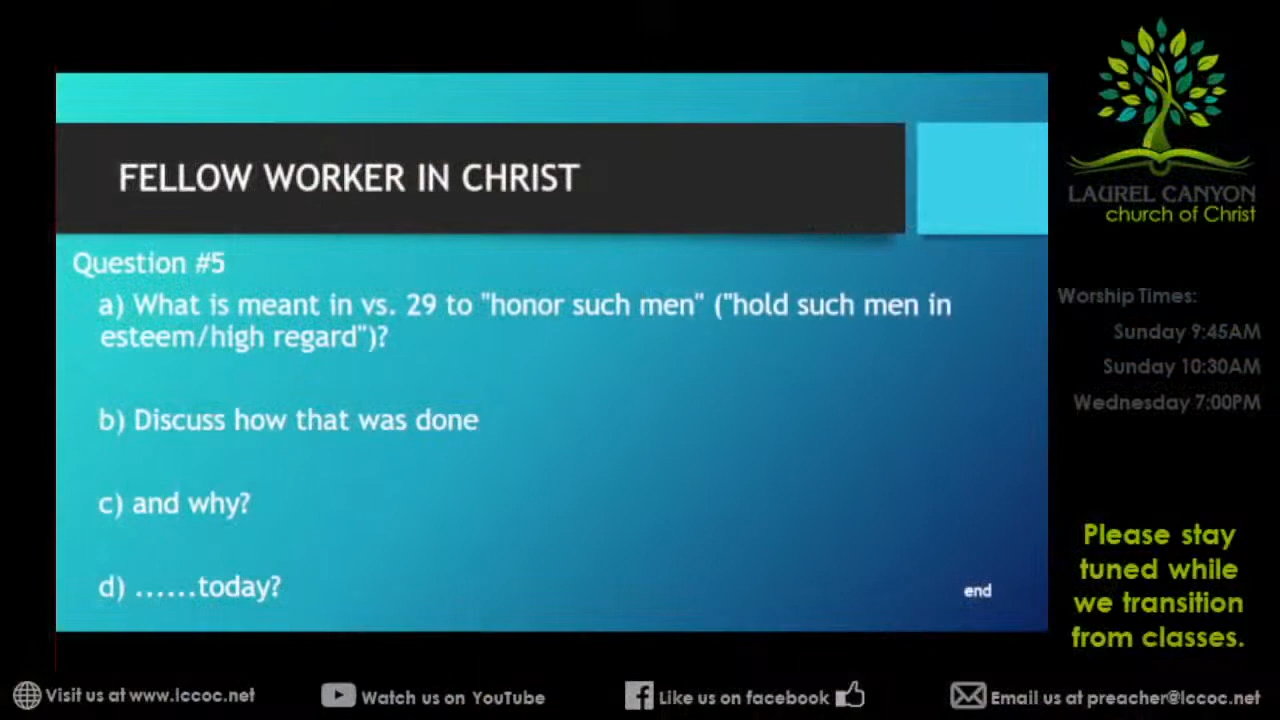 FELLOW WORKER IN CHRIST
Question #5
a) What is meant in vs. 29 to "honor such men" ("hold such men in
esteem/high regard")?
b) Discuss how that was done
c) and why?
d) ......today?
end
LAUREL CANYON
church of Christ
Worship Times:
Sunday 9:45AM
Sunday 10:30AM
Wednesday 7:00PM
Please stay
tuned while
we transition
from classes.
Visit us at www.lccoc.net
Watch us on YouTube
Like us on facebook
Email us at preacher@lccoc.net